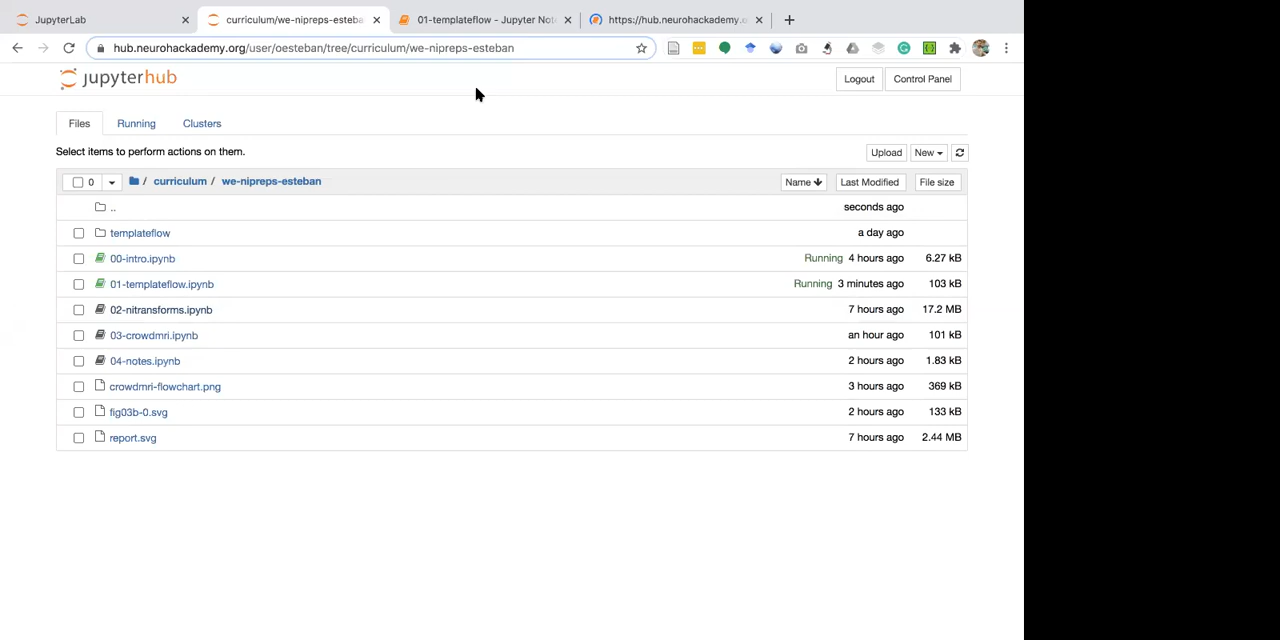 JupyterLab curriculum/we-nipreps-esteba 01-templateflow - Jupyter Not https://hub.neurohackademy.o
hub.neurohackademy.org/user/oesteban/tree/curriculum/we-nipreps-esteban
jupyterhub Logout Control Panel
Files Running Clusters
Select items to perform actions on them. Upload New
0 / curriculum / we-nipreps-esteban Name Last Modified File size
.. seconds ago
templateflow a day ago
00-intro.ipynb Running 4 hours ago 6.27 kB
01-templateflow.ipynb Running 3 minutes ago 103 kB
02-nitransforms.ipynb 7 hours ago 17.2 MB
03-crowdmri.ipynb an hour ago 101 kB
04-notes.ipynb 2 hours ago 1.83 kB
crowdmri-flowchart.png 3 hours ago 369 kB
fig03b-0.svg 2 hours ago 133 kB
report.svg 7 hours ago 2.44 MB